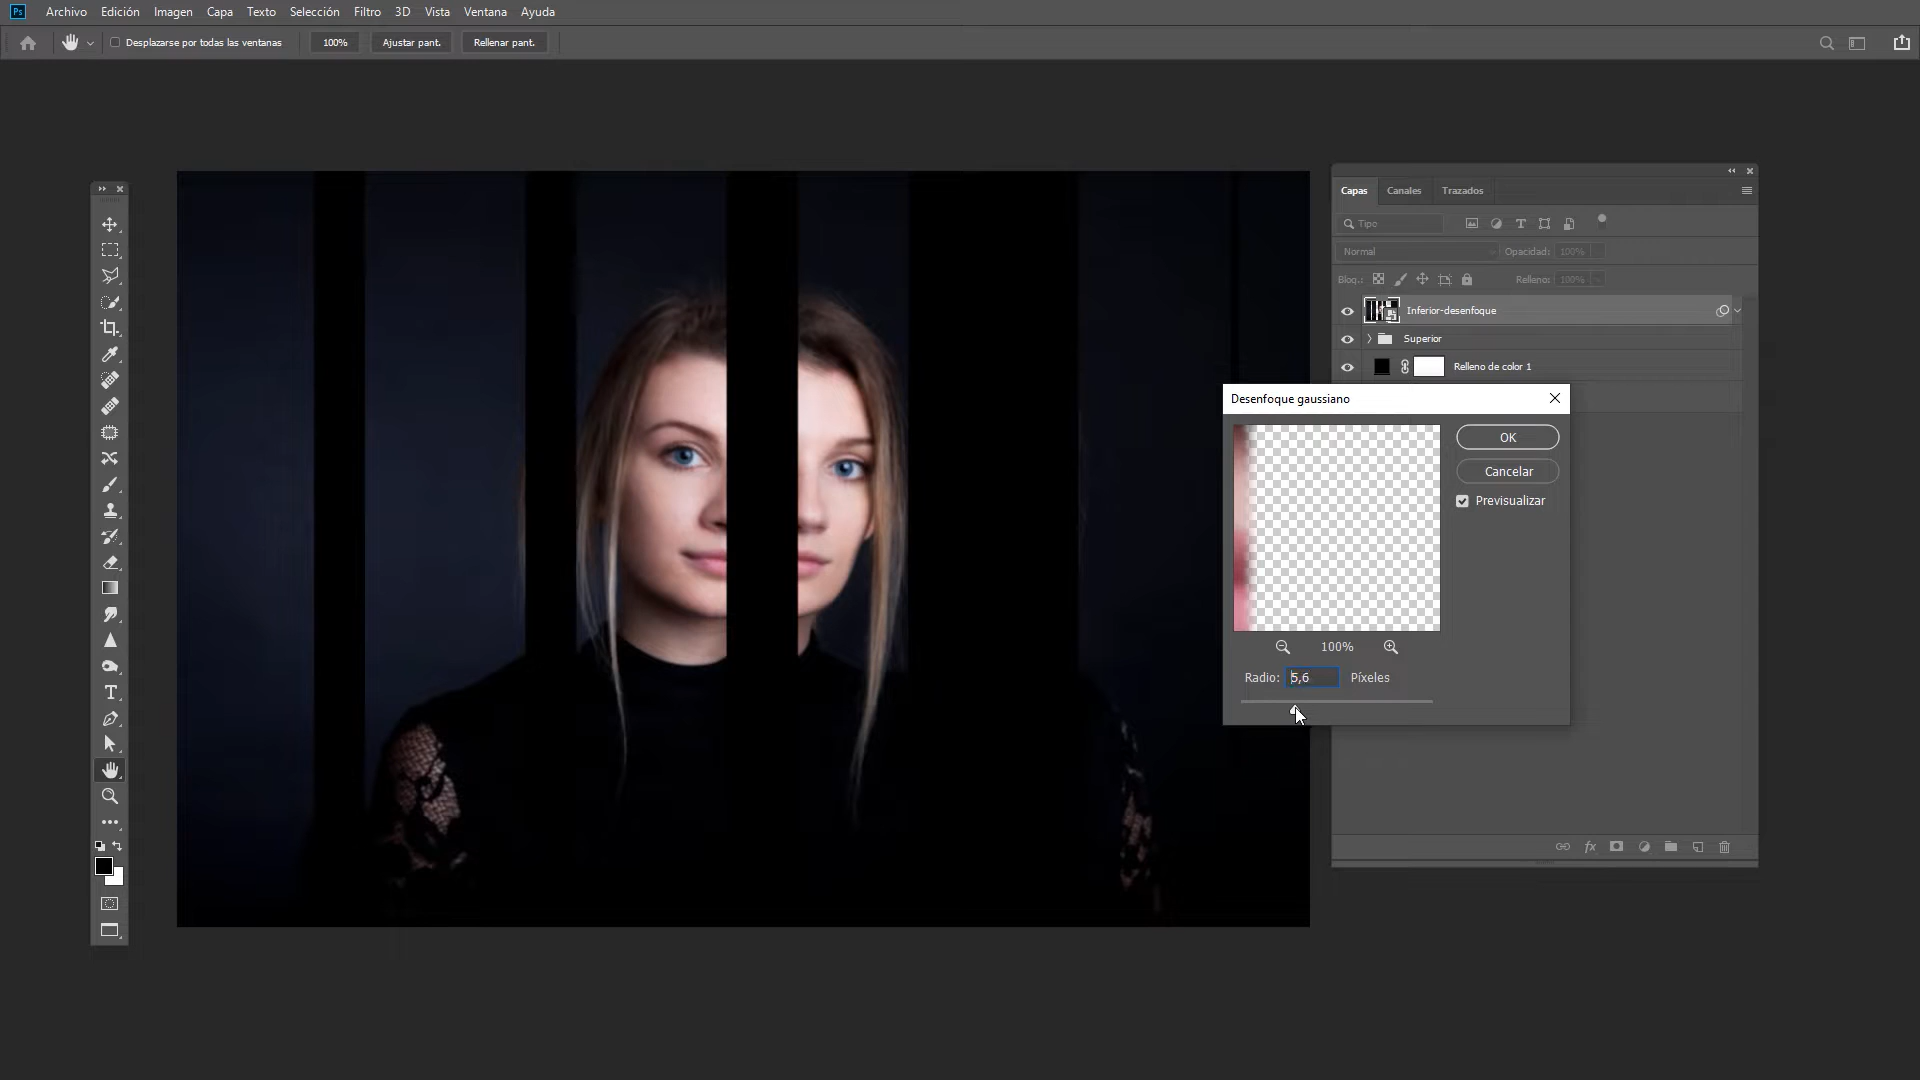 Ps Archivo Edición Imagen Capa Texto Selección Filtro 3D Vista Ventana Ayuda
Desplazarse por todas las ventanas 100% Ajustar pant. Rellenar pant.
Capas Canales Trazados
Tipo
Normal Opacidad: 100%
Bloq.: Relleno: 100%
Inferior-desenfoque
Superior
Relleno de color 1
Desenfoque gaussiano
OK
Cancelar
Previsualizar
100%
Radio: 5,6 Píxeles
T
fx